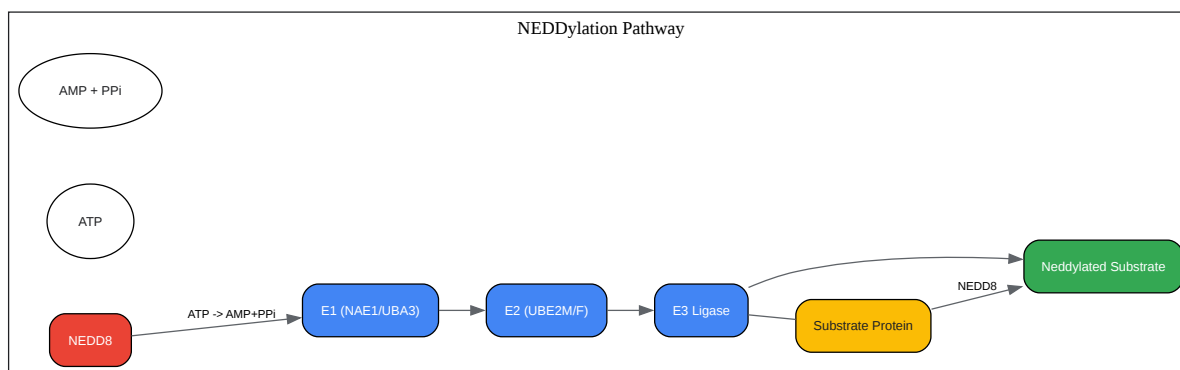 NEDDylation Pathway
AMP + PPi
ATP
NEDD8
ATP -> AMP+PPi
E1 (NAE1/UBA3)
E2 (UBE2M/F)
E3 Ligase
Substrate Protein
NEDD8
Neddylated Substrate